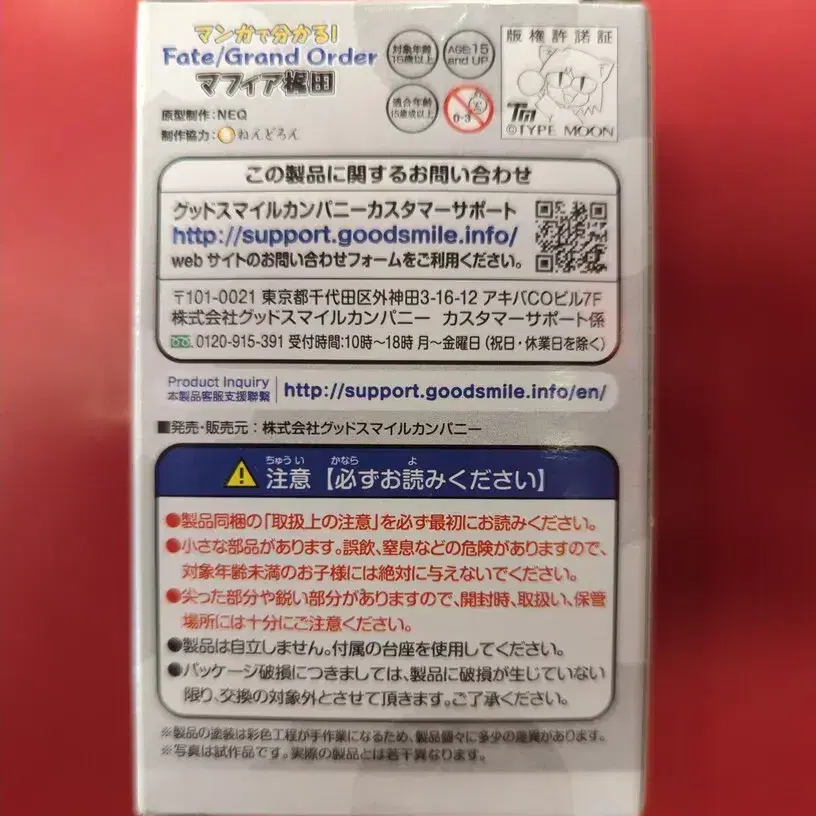 マンガで分かる!
Fate/Grand Order
マフィア梶田
対象年齢
15歳以上
AGE:15
and UP
適合年齢
15歳或以上
0-3
版権許諾証
TM
©TYPE MOON
原型制作:NEQ
制作協力:ねんどろん
この製品に関するお問い合わせ
グッドスマイルカンパニーカスタマーサポート
http://support.goodsmile.info/
webサイトのお問い合わせフォームをご利用ください。
〒101-0021 東京都千代田区外神田3-16-12 アキバCOビル7F
株式会社グッドスマイルカンパニー カスタマーサポート係
0120-915-391 受付時間:10時～18時 月～金曜日(祝日・休業日を除く)
Product Inquiry
本製品客服支援聯繫
http://support.goodsmile.info/en/
■発売・販売元:株式会社グッドスマイルカンパニー
ちゅうい かなら よ
注意【必ずお読みください】
●製品同梱の「取扱上の注意」を必ず最初にお読みください。
●小さな部品があります。誤飲、窒息などの危険がありますので、
対象年齢未満のお子様には絶対に与えないでください。
●尖った部分や鋭い部分がありますので、開封時、取扱い、保管
場所には十分にご注意ください。
●製品は自立しません。付属の台座を使用してください。
●パッケージ破損につきましては、製品に破損が生じていない
限り、交換の対象外とさせて頂きます。ご了承ください。
※製品の塗装は彩色工程が手作業になるため、製品個々に多少の差異があります。
※写真は試作品です。実際の製品とは若干異なります。